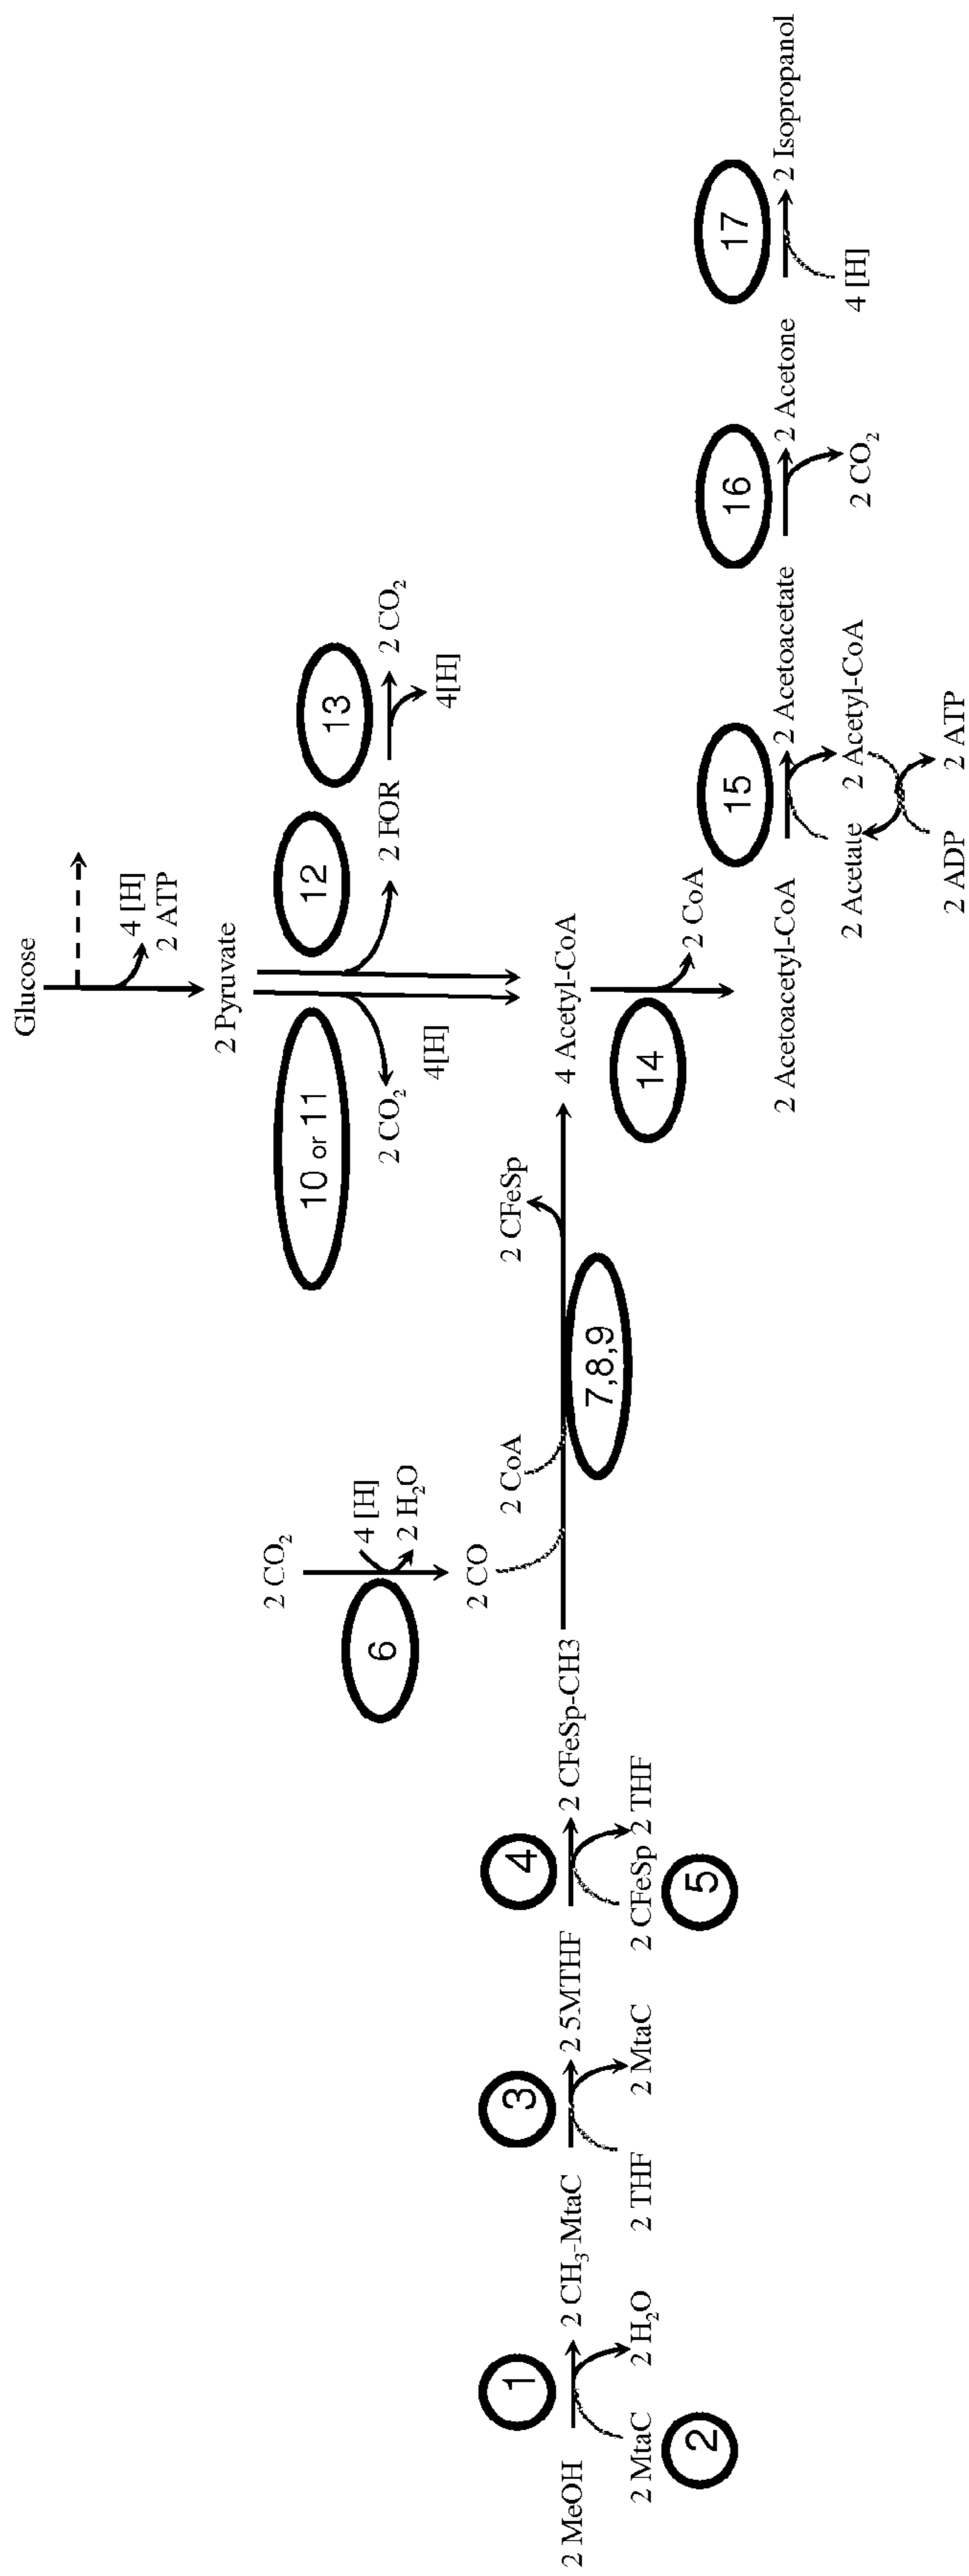 Glucose
4 [H]
2 ATP
2 Pyruvate
10 or 11
12
13
2 CO₂
4[H]
2 FOR
2 CO₂
4[H]
2 CO₂
6
4 [H]
2 H₂O
2 CO
2 CoA
2 CFeSp
1
3
4
2 MeOH
2 CH₃-MtaC
2 5MTHF
2 CFeSp-CH3
4 Acetyl-CoA
2 MtaC
2 H₂O
2 THF
2 MtaC
2 CFeSp
2 THF
2
5
7,8,9
14
2 CoA
15
16
17
2 Acetoacetyl-CoA
2 Acetoacetate
2 Acetone
2 Isopropanol
2 Acetate
2 Acetyl-CoA
2 CO₂
4 [H]
2 ADP
2 ATP